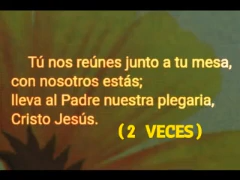 Tú nos reúnes junto a tu mesa,
con nosotros estás;
lleva al Padre nuestra plegaria,
Cristo Jesús.
(2 VECES)